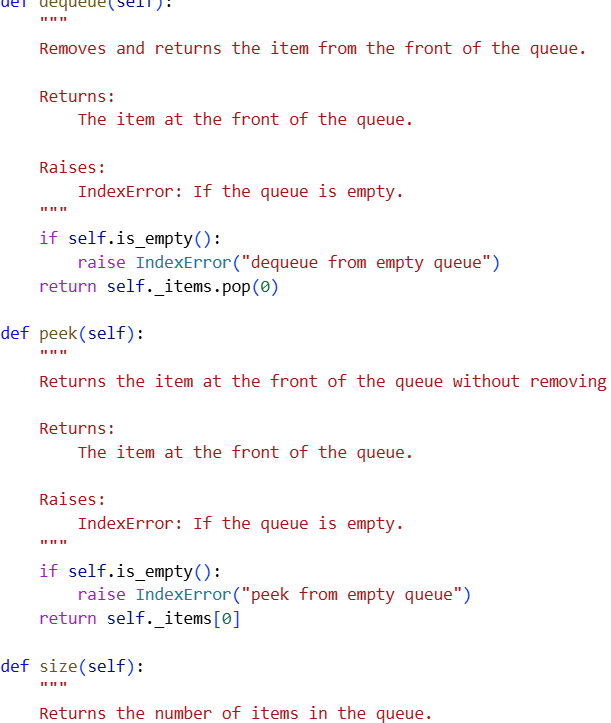 def dequeue(self):
    """
    Removes and returns the item from the front of the queue.

    Returns:
        The item at the front of the queue.

    Raises:
        IndexError: If the queue is empty.
    """
    if self.is_empty():
        raise IndexError("dequeue from empty queue")
    return self._items.pop(0)

def peek(self):
    """
    Returns the item at the front of the queue without removing

    Returns:
        The item at the front of the queue.

    Raises:
        IndexError: If the queue is empty.
    """
    if self.is_empty():
        raise IndexError("peek from empty queue")
    return self._items[0]

def size(self):
    """
    Returns the number of items in the queue.